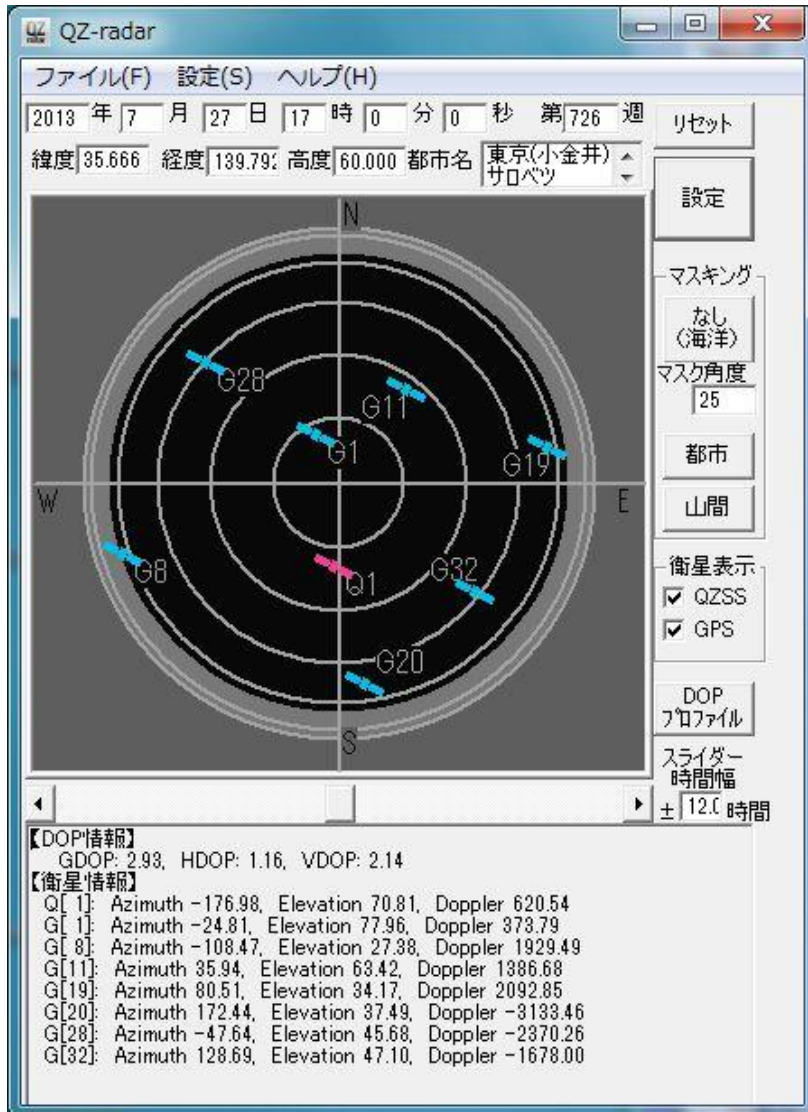 QZ-radar
ファイル(F) 設定(S) ヘルプ(H)
2013 年 7 月 27 日 17 時 0 分 0 秒 第 726 週
リセット
緯度 35.666 経度 139.792 高度 60.000 都市名 東京(小金井)
サロベツ
設定
N
マスキング
なし
(海洋)
マスク角度
25
G28
G11
G1
G19
都市
W
E
山間
G8
Q1
G32
衛星表示
QZSS
GPS
G20
DOP
プロファイル
S
スライダー
時間幅
± 12.0 時間
【DOP情報】
GDOP: 2.93, HDOP: 1.16, VDOP: 2.14
【衛星情報】
Q[ 1]: Azimuth -176.98, Elevation 70.81, Doppler 620.54
G[ 1]: Azimuth -24.81, Elevation 77.96, Doppler 373.79
G[ 8]: Azimuth -108.47, Elevation 27.38, Doppler 1929.49
G[11]: Azimuth 35.94, Elevation 63.42, Doppler 1386.68
G[19]: Azimuth 80.51, Elevation 34.17, Doppler 2092.85
G[20]: Azimuth 172.44, Elevation 37.49, Doppler -3133.46
G[28]: Azimuth -47.64, Elevation 45.68, Doppler -2370.26
G[32]: Azimuth 128.69, Elevation 47.10, Doppler -1678.00